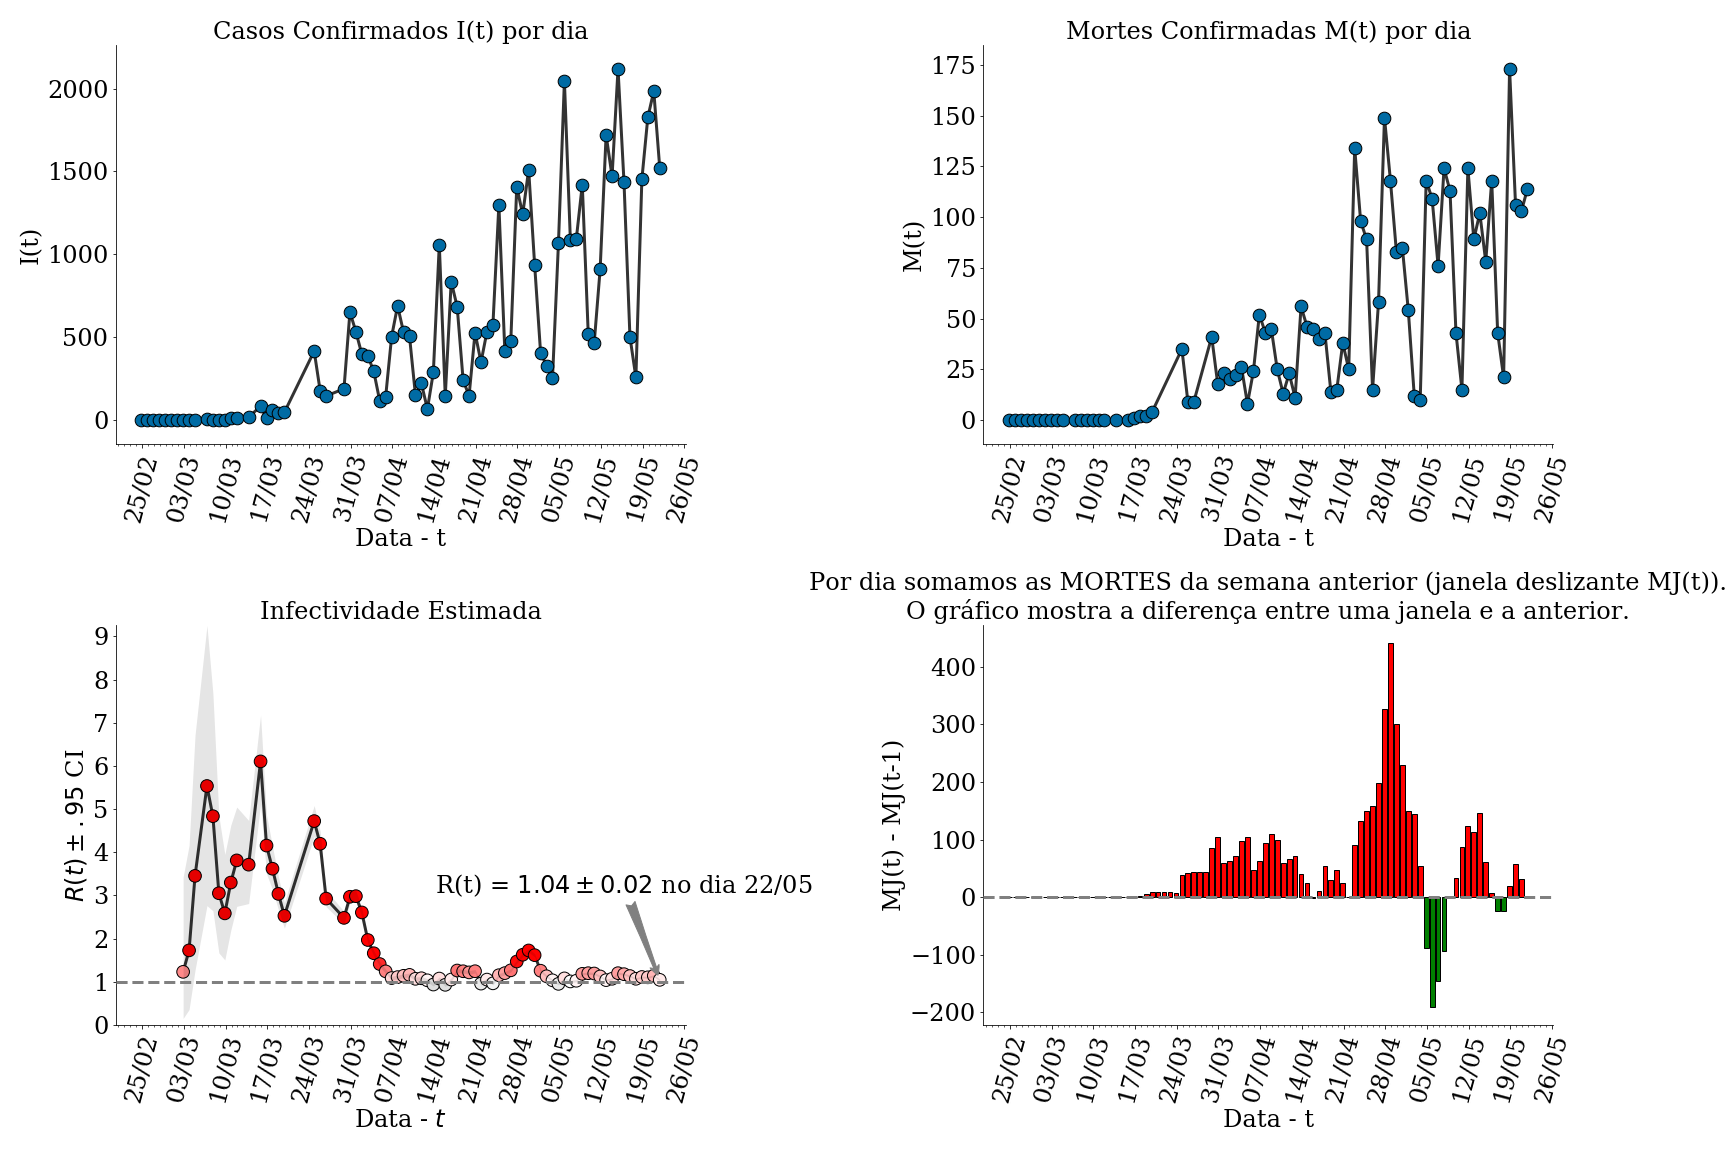 Casos Confirmados I(t) por dia
I(t)
2000
1500
1000
500
0
25/02 03/03 10/03 17/03 24/03 31/03 07/04 14/04 21/04 28/04 05/05 12/05 19/05 26/05
Data - t
Mortes Confirmadas M(t) por dia
M(t)
175
150
125
100
75
50
25
0
25/02 03/03 10/03 17/03 24/03 31/03 07/04 14/04 21/04 28/04 05/05 12/05 19/05 26/05
Data - t
Infectividade Estimada
R(t) ± .95 CI
9
8
7
6
5
4
3
2
1
0
R(t) = 1.04 ± 0.02 no dia 22/05
25/02 03/03 10/03 17/03 24/03 31/03 07/04 14/04 21/04 28/04 05/05 12/05 19/05 26/05
Data - t
Por dia somamos as MORTES da semana anterior (janela deslizante MJ(t)).
O gráfico mostra a diferença entre uma janela e a anterior.
MJ(t) - MJ(t-1)
400
300
200
100
0
−100
−200
25/02 03/03 10/03 17/03 24/03 31/03 07/04 14/04 21/04 28/04 05/05 12/05 19/05 26/05
Data - t